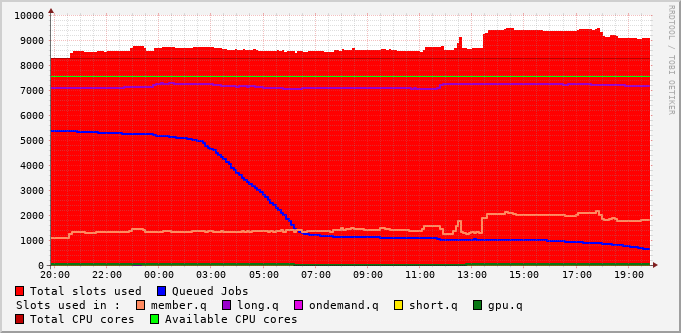 RRDTOOL / TOBI OETIKER
10000
9000
8000
7000
6000
5000
4000
3000
2000
1000
0
20:00 22:00 00:00 03:00 05:00 07:00 09:00 11:00 13:00 15:00 17:00 19:00
Total slots used Queued Jobs
Slots used in : member.q long.q ondemand.q short.q gpu.q
Total CPU cores Available CPU cores